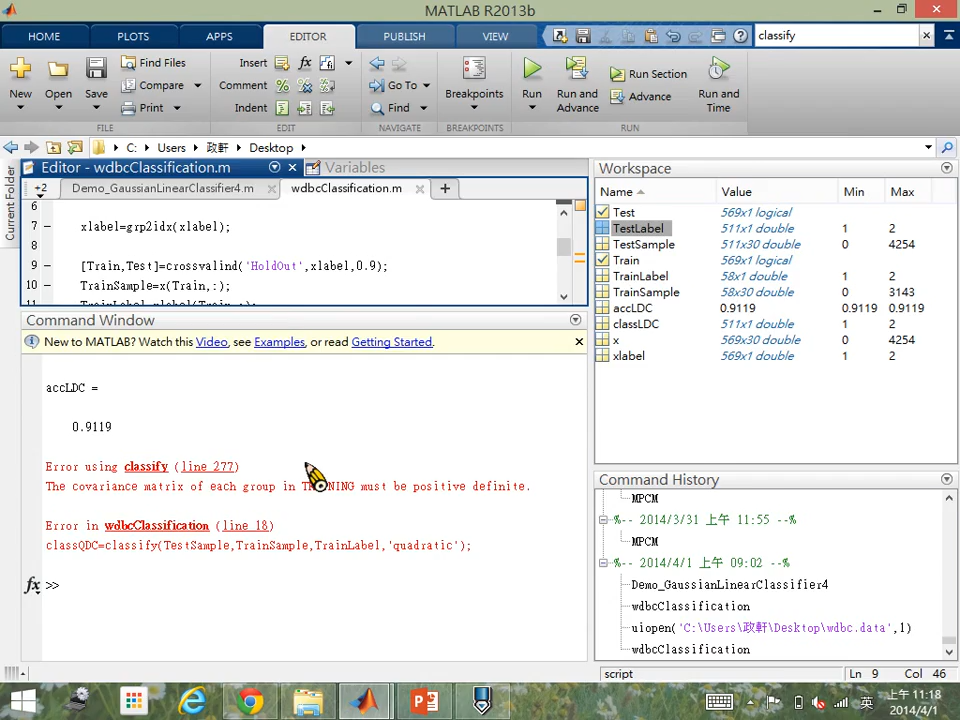 MATLAB R2013b
HOME PLOTS APPS EDITOR PUBLISH VIEW classify
New Open Save Find Files Compare Print
Insert Comment Indent
Go To Find
Breakpoints
Run Run and Advance Run Section Advance Run and Time
FILE EDIT NAVIGATE BREAKPOINTS RUN
C: Users 政軒 Desktop
Current Folder
Editor - wdbcClassification.m Variables
+2 Demo_GaussianLinearClassifier4.m wdbcClassification.m
6
7 xlabel=grp2idx(xlabel);
8
9 [Train,Test]=crossvalind('HoldOut',xlabel,0.9);
10 TrainSample=x(Train,:);
11 TrainLabel=xlabel(Train,:);
Command Window
New to MATLAB? Watch this Video, see Examples, or read Getting Started.
accLDC =
0.9119
Error using classify (line 277)
The covariance matrix of each group in TRAINING must be positive definite.
Error in wdbcClassification (line 18)
classQDC=classify(TestSample,TrainSample,TrainLabel,'quadratic');
fx >>
Workspace
Name Value Min Max
Test 569x1 logical
TestLabel 511x1 double 1 2
TestSample 511x30 double 0 4254
Train 569x1 logical
TrainLabel 58x1 double 1 2
TrainSample 58x30 double 0 3143
accLDC 0.9119 0.9119 0.9119
classLDC 511x1 double 1 2
x 569x30 double 0 4254
xlabel 569x1 double 1 2
Command History
MPCM
%-- 2014/3/31 上午 11:55 --%
MPCM
%-- 2014/4/1 上午 09:02 --%
Demo_GaussianLinearClassifier4
wdbcClassification
uiopen('C:\Users\政軒\Desktop\wdbc.data',1)
wdbcClassification
script Ln 9 Col 46
英 上午 11:18
2014/4/1